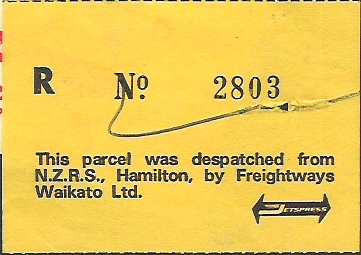 R Nº 2803
This parcel was despatched from
N.Z.R.S., Hamilton, by Freightways
Waikato Ltd.
JETSPRESS